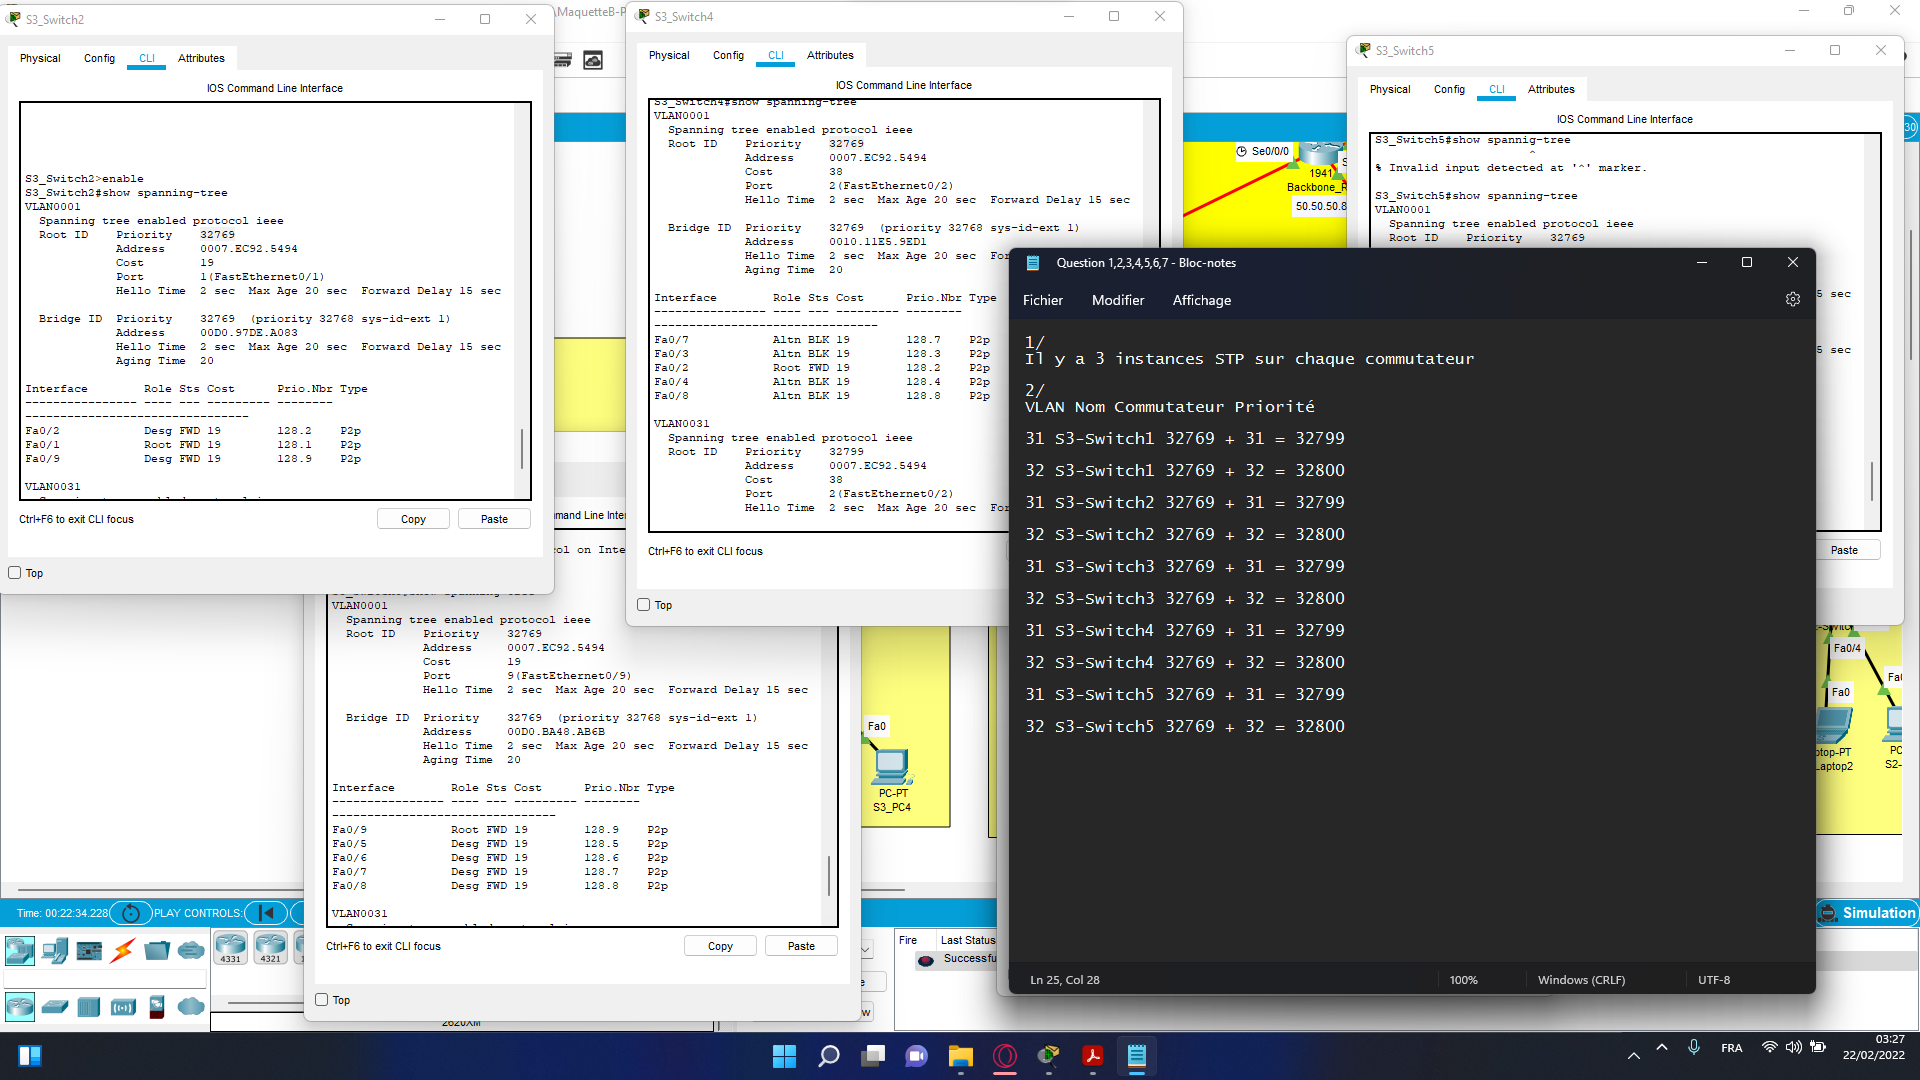 S3_Switch2
Physical Config CLI Attributes
IOS Command Line Interface
S3_Switch2>enable
S3_Switch2#show spanning-tree
VLAN0001
Spanning tree enabled protocol ieee
Root ID Priority 32769
Address 0007.EC92.5494
Cost 19
Port 1(FastEthernet0/1)
Hello Time 2 sec Max Age 20 sec Forward Delay 15 sec
Bridge ID Priority 32769 (priority 32768 sys-id-ext 1)
Address 00D0.97DE.A083
Hello Time 2 sec Max Age 20 sec Forward Delay 15 sec
Aging Time 20
Interface Role Sts Cost Prio.Nbr Type
---------------- ---- --- --------- --------
--------------------------------
Fa0/2 Desg FWD 19 128.2 P2p
Fa0/1 Root FWD 19 128.1 P2p
Fa0/9 Desg FWD 19 128.9 P2p
VLAN0031
Ctrl+F6 to exit CLI focus
Copy Paste
Top
\MaquetteB-P
S3_Switch4
Physical Config CLI Attributes
IOS Command Line Interface
S3_Switch4#show spanning-tree
VLAN0001
Spanning tree enabled protocol ieee
Root ID Priority 32769
Address 0007.EC92.5494
Cost 38
Port 2(FastEthernet0/2)
Hello Time 2 sec Max Age 20 sec Forward Delay 15 sec
Bridge ID Priority 32769 (priority 32768 sys-id-ext 1)
Address 0010.11E5.9ED1
Hello Time 2 sec Max Age 20 sec Fo
Aging Time 20
Interface Role Sts Cost Prio.Nbr Type
---------------- ---- --- --------- --------
--------------------------------
Fa0/7 Altn BLK 19 128.7 P2p
Fa0/3 Altn BLK 19 128.3 P2p
Fa0/2 Root FWD 19 128.2 P2p
Fa0/4 Altn BLK 19 128.4 P2p
Fa0/8 Altn BLK 19 128.8 P2p
VLAN0031
Spanning tree enabled protocol ieee
Root ID Priority 32799
Address 0007.EC92.5494
Cost 38
Port 2(FastEthernet0/2)
Hello Time 2 sec Max Age 20 sec Fo
Ctrl+F6 to exit CLI focus
Top
Se0/0/0
1941
Backbone_R
50.50.50.8
S3_Switch5
Physical Config CLI Attributes
IOS Command Line Interface
S3_Switch5#show spannig-tree
^
% Invalid input detected at '^' marker.
S3_Switch5#show spanning-tree
VLAN0001
Spanning tree enabled protocol ieee
Root ID Priority 32769
5 sec
5 sec
Paste
30)
Question 1,2,3,4,5,6,7 - Bloc-notes
Fichier Modifier Affichage
1/
Il y a 3 instances STP sur chaque commutateur
2/
VLAN Nom Commutateur Priorité
31 S3-Switch1 32769 + 31 = 32799
32 S3-Switch1 32769 + 32 = 32800
31 S3-Switch2 32769 + 31 = 32799
32 S3-Switch2 32769 + 32 = 32800
31 S3-Switch3 32769 + 31 = 32799
32 S3-Switch3 32769 + 32 = 32800
31 S3-Switch4 32769 + 31 = 32799
32 S3-Switch4 32769 + 32 = 32800
31 S3-Switch5 32769 + 31 = 32799
32 S3-Switch5 32769 + 32 = 32800
Ln 25, Col 28 100% Windows (CRLF) UTF-8
mand Line Inter
ol on Inte
VLAN0001
Spanning tree enabled protocol ieee
Root ID Priority 32769
Address 0007.EC92.5494
Cost 19
Port 9(FastEthernet0/9)
Hello Time 2 sec Max Age 20 sec Forward Delay 15 sec
Bridge ID Priority 32769 (priority 32768 sys-id-ext 1)
Address 00D0.BA48.AB6B
Hello Time 2 sec Max Age 20 sec Forward Delay 15 sec
Aging Time 20
Interface Role Sts Cost Prio.Nbr Type
---------------- ---- --- --------- --------
--------------------------------
Fa0/9 Root FWD 19 128.9 P2p
Fa0/5 Desg FWD 19 128.5 P2p
Fa0/6 Desg FWD 19 128.6 P2p
Fa0/7 Desg FWD 19 128.7 P2p
Fa0/8 Desg FWD 19 128.8 P2p
VLAN0031
Ctrl+F6 to exit CLI focus
Copy Paste
Top
Fa0
PC-PT
S3_PC4
Fa0/4
Fa0
top-PT
Laptop2
PC
S2-
Time: 00:22:34.228 PLAY CONTROLS:
Simulation
4331 4321
2620XM
Fire Last Status
Successfu
FRA
03:27
22/02/2022